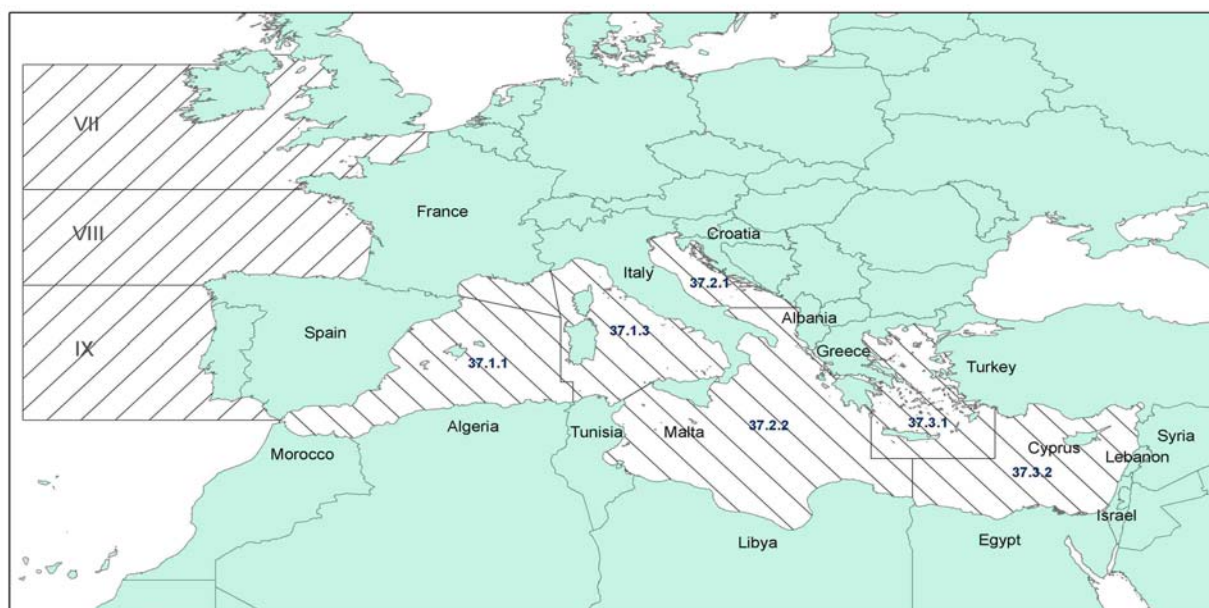 VII
VIII
France
Croatia
Italy
37.2.1
Albania
Spain
IX
37.1.3
37.1.1
Greece
Turkey
Algeria
Tunisia
Malta
37.2.2
37.3.1
Cyprus
Syria
Lebanon
Morocco
37.3.2
Israel
Libya
Egypt